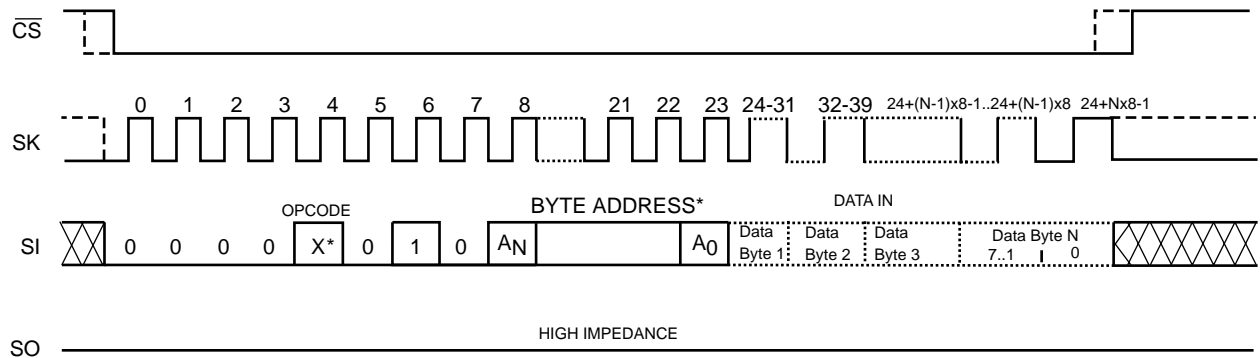 CS
0 1 2 3 4 5 6 7 8 21 22 23 24-31 32-39 24+(N-1)x8-1..24+(N-1)x8 24+Nx8-1
SK
OPCODE BYTE ADDRESS* DATA IN
SI 0 0 0 0 X* 0 1 0 AN A0 Data Byte 1 Data Byte 2 Data Byte 3 Data Byte N 7..1 0
HIGH IMPEDANCE
SO